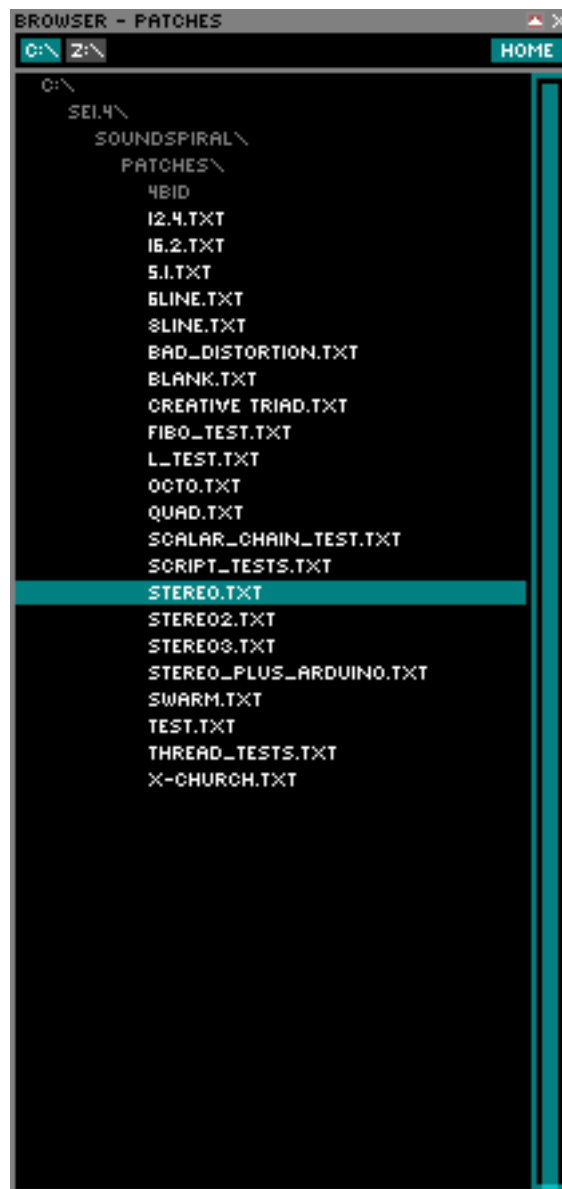 BROWSER - PATCHES X
C:\ Z:\ HOME
C:\
SEI.4\
SOUNDSPIRAL\
PATCHES\
4BID
12.4.TXT
16.2.TXT
5.1.TXT
6LINE.TXT
8LINE.TXT
BAD_DISTORTION.TXT
BLANK.TXT
CREATIVE TRIAD.TXT
FIBO_TEST.TXT
L_TEST.TXT
OCTO.TXT
QUAD.TXT
SCALAR_CHAIN_TEST.TXT
SCRIPT_TESTS.TXT
STEREO.TXT
STEREO2.TXT
STEREO3.TXT
STEREO_PLUS_ARDUINO.TXT
SWARM.TXT
TEST.TXT
THREAD_TESTS.TXT
X-CHURCH.TXT